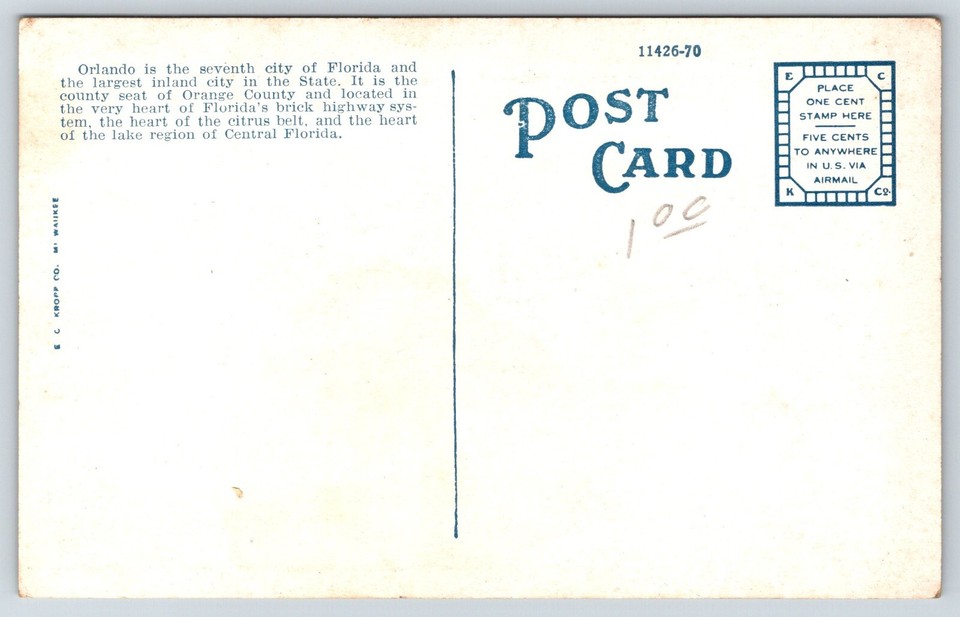 Orlando is the seventh city of Florida and
the largest inland city in the State. It is the
county seat of Orange County and located in
the very heart of Florida's brick highway sys-
tem, the heart of the citrus belt, and the heart
of the lake region of Central Florida.
E. C. KROPP CO. MILWAUKEE
11426-70
POST
CARD
1 00
E C
PLACE
ONE CENT
STAMP HERE
FIVE CENTS
TO ANYWHERE
IN U.S. VIA
AIRMAIL
K Co.